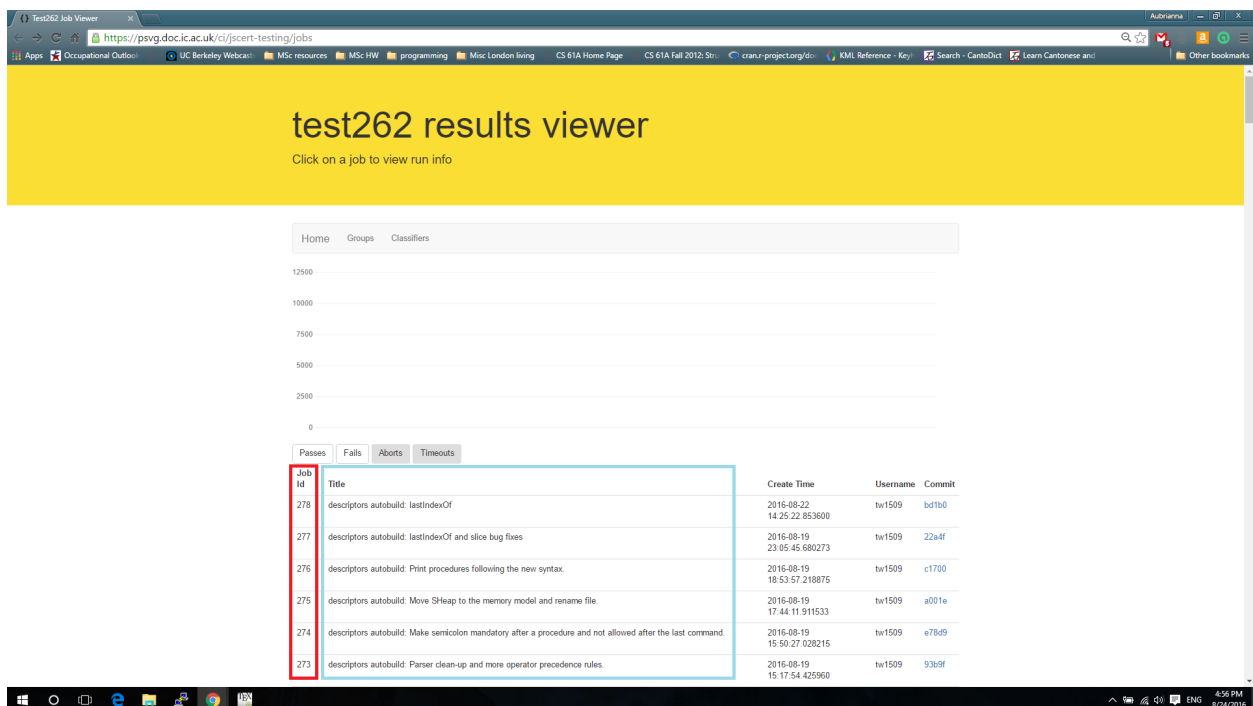 {} Test262 Job Viewer
Aubrianna
https://psvg.doc.ic.ac.uk/ci/jscert-testing/jobs
Apps Occupational Outlook UC Berkeley Webcast MSc resources MSc HW programming Misc London living CS 61A Home Page CS 61A Fall 2012: Stru cran.r-project.org/do KML Reference - Key Search - CantoDict Learn Cantonese and Other bookmarks
test262 results viewer
Click on a job to view run info
Home Groups Classifiers
12500
10000
7500
5000
2500
0
Passes Fails Aborts Timeouts
Job
Id Title Create Time Username Commit
278 descriptors autobuild: lastIndexOf 2016-08-22 tw1509 bd1b0
14:25:22.853600
277 descriptors autobuild: lastIndexOf and slice bug fixes 2016-08-19 tw1509 22a4f
23:05:45.680273
276 descriptors autobuild: Print procedures following the new syntax. 2016-08-19 tw1509 c1700
18:53:57.218875
275 descriptors autobuild: Move SHeap to the memory model and rename file. 2016-08-19 tw1509 a001e
17:44:11.911533
274 descriptors autobuild: Make semicolon mandatory after a procedure and not allowed after the last command. 2016-08-19 tw1509 e78d9
15:50:27.028215
273 descriptors autobuild: Parser clean-up and more operator precedence rules. 2016-08-19 tw1509 93b9f
15:17:54.425960
ENG 4:56 PM
8/24/2016